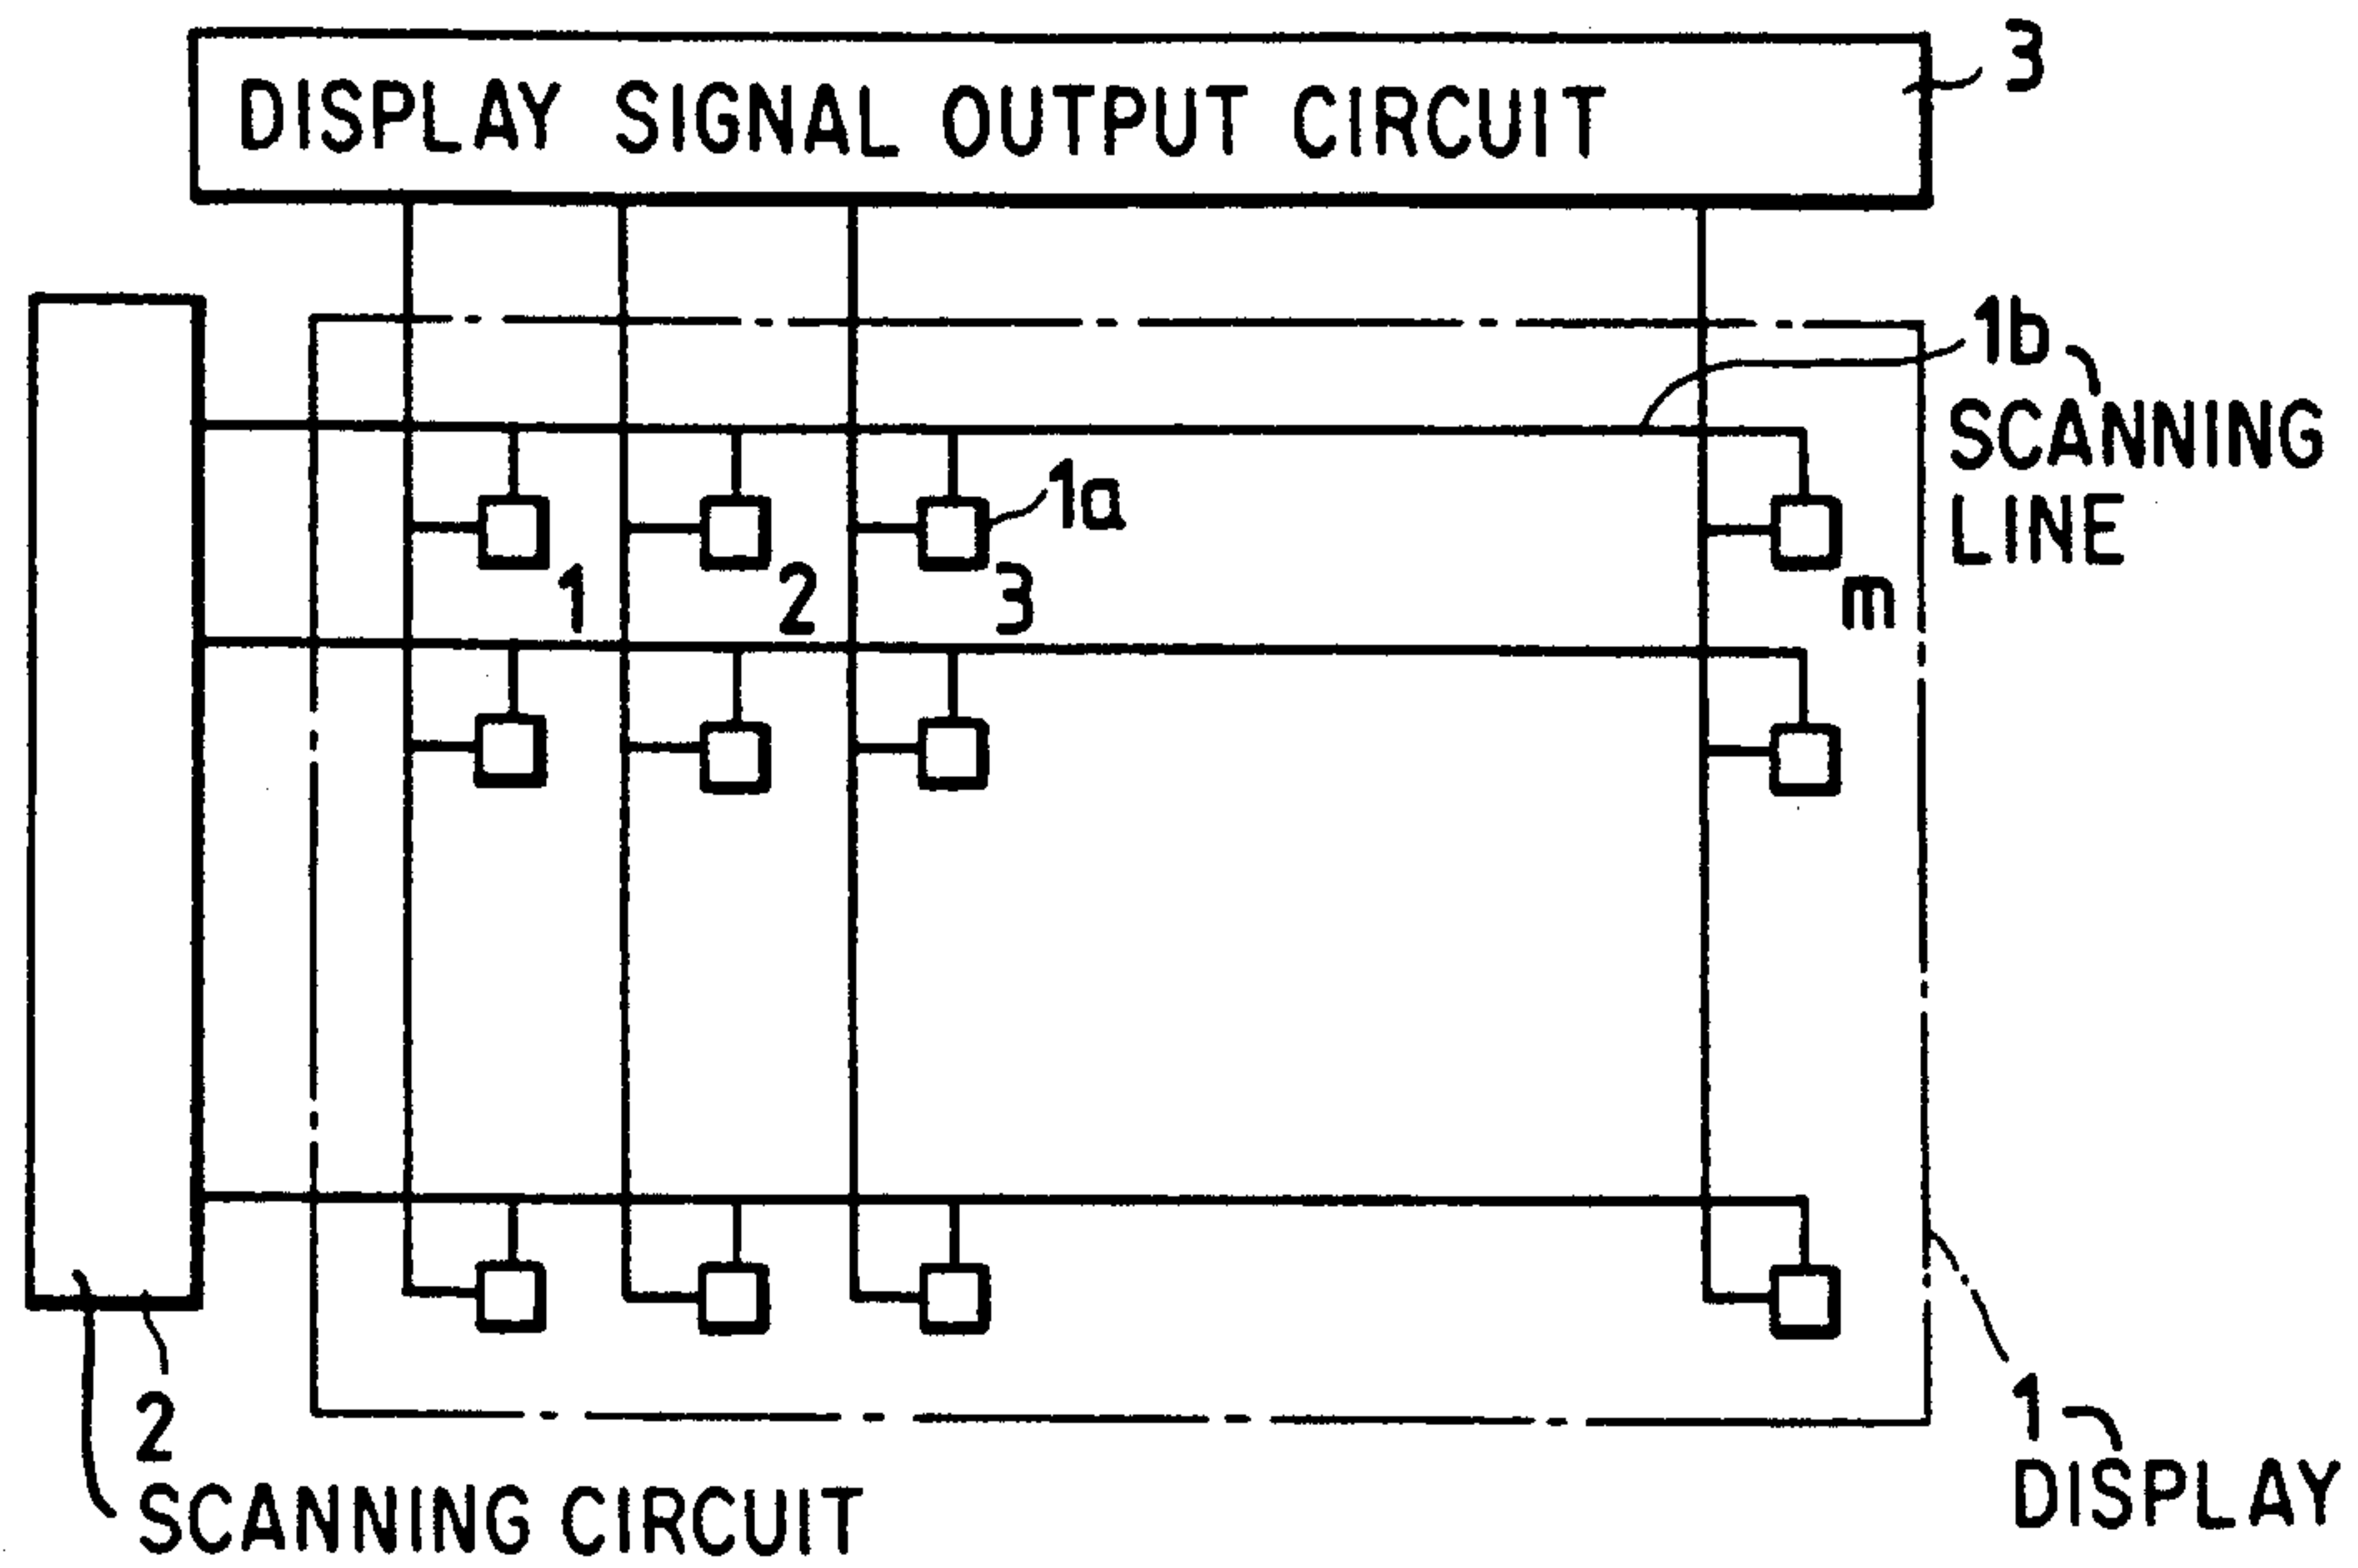 DISPLAY SIGNAL OUTPUT CIRCUIT
3
1b
SCANNING
LINE
1a
1 2 3 m
2
SCANNING CIRCUIT
1
DISPLAY